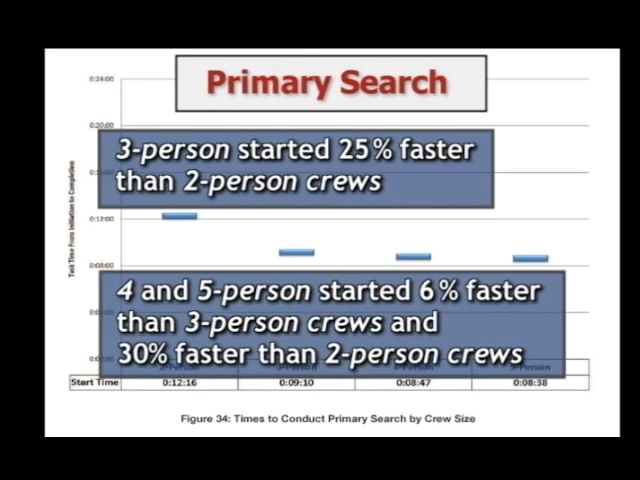 Primary Search
0:24:00
0:20:00
3-person started 25% faster
than 2-person crews
Task Time From Initiation to Completion
0:12:00
0:08:00
4 and 5-person started 6% faster
than 3-person crews and
30% faster than 2-person crews
Start Time 0:12:16 0:09:10 0:08:47 0:08:38
Figure 34: Times to Conduct Primary Search by Crew Size